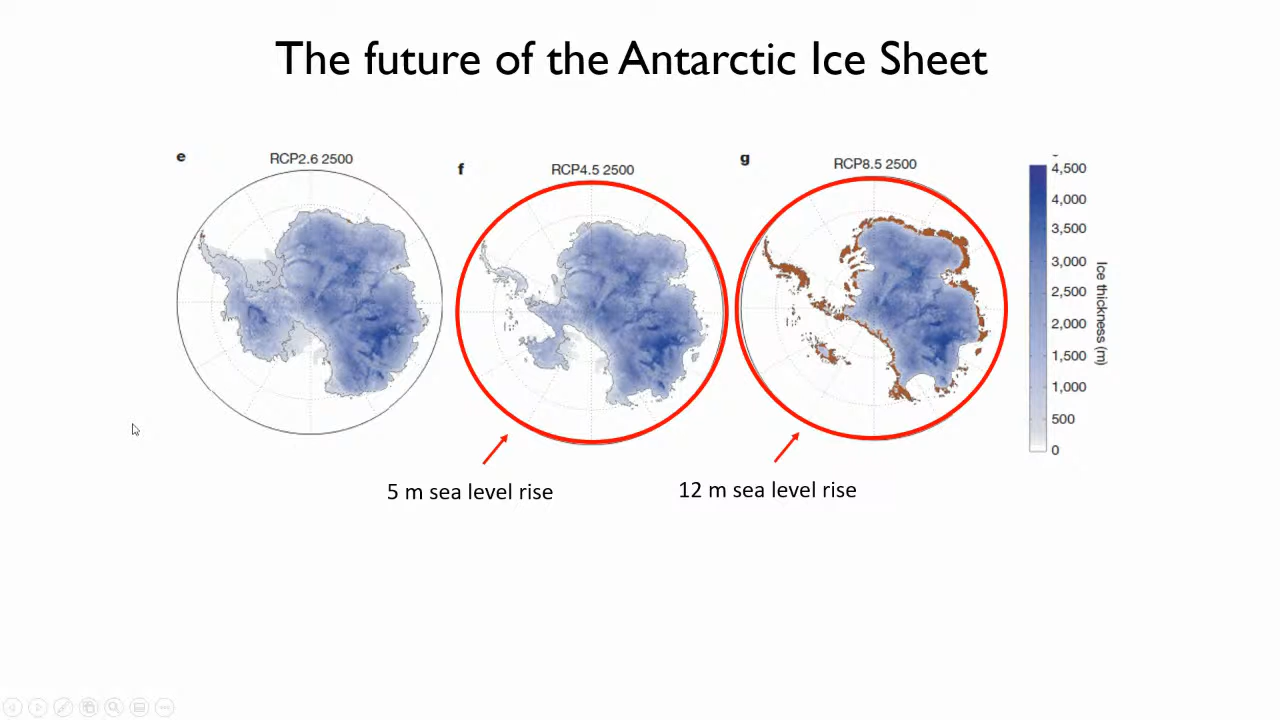 The future of the Antarctic Ice Sheet
e
RCP2.6 2500
f
RCP4.5 2500
g
RCP8.5 2500
4,500
4,000
3,500
3,000
2,500
2,000
1,500
1,000
500
0
Ice thickness (m)
5 m sea level rise
12 m sea level rise